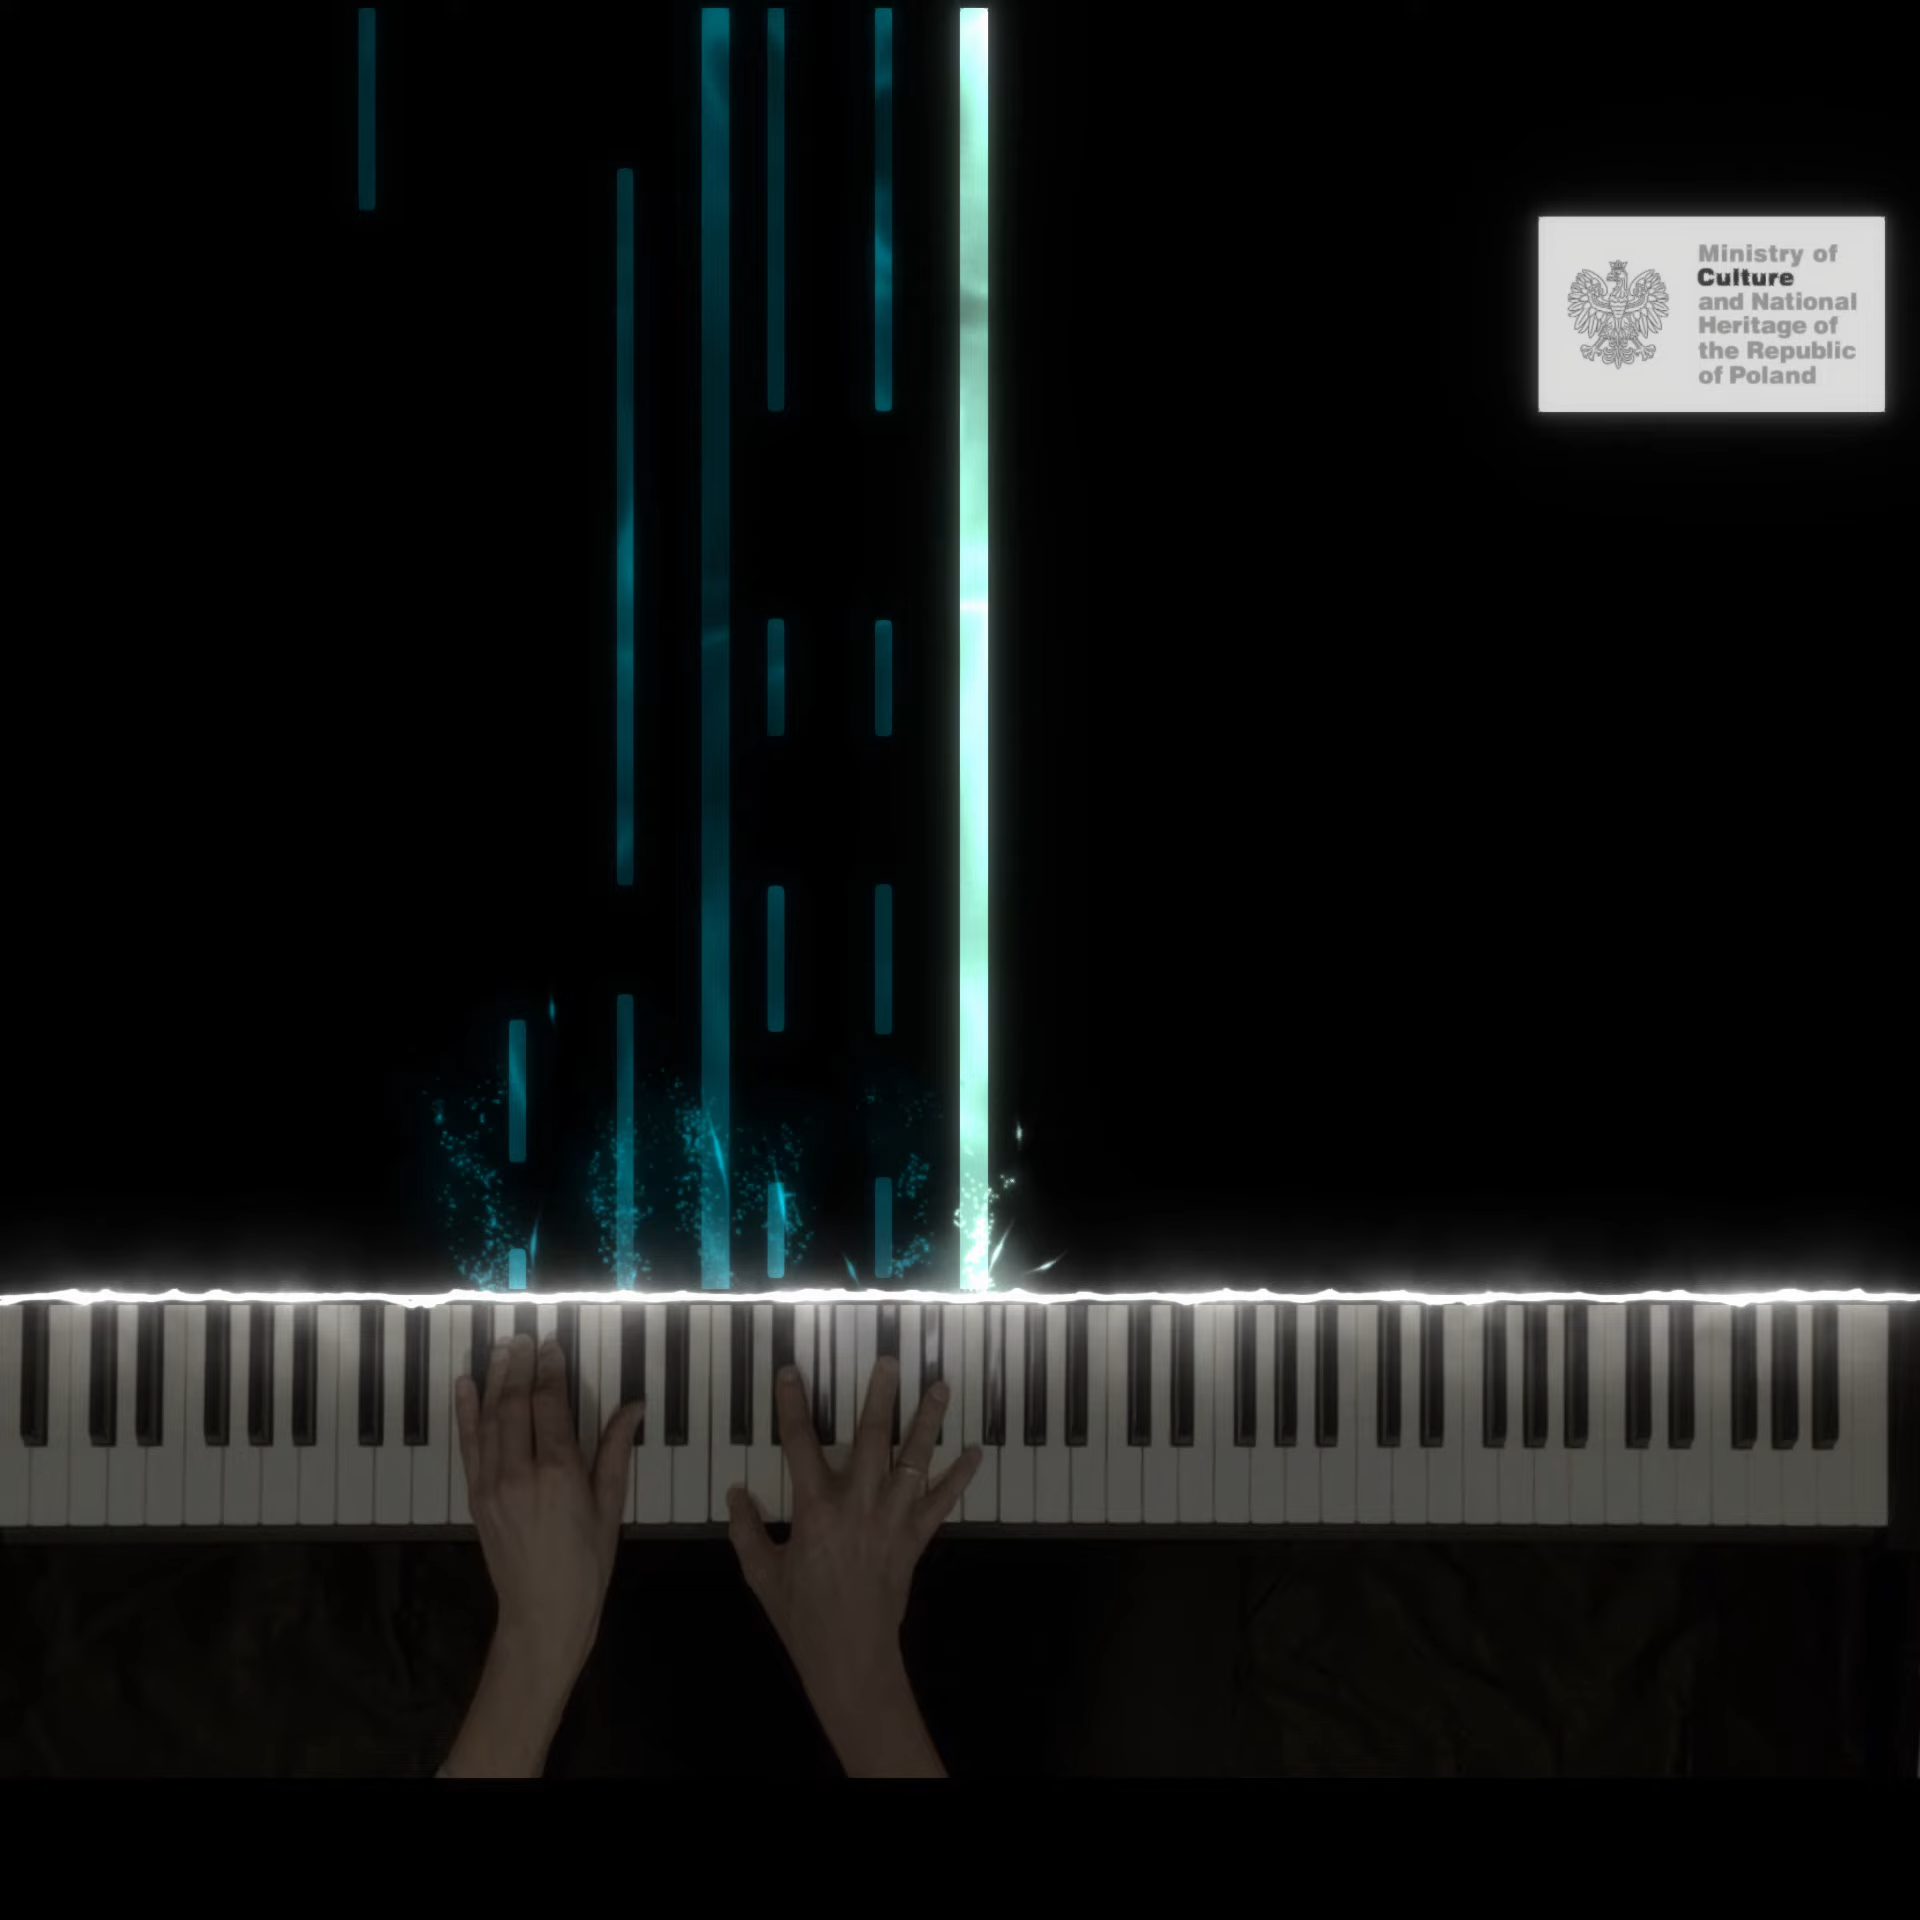 Ministry of
Culture
and National
Heritage of
the Republic
of Poland